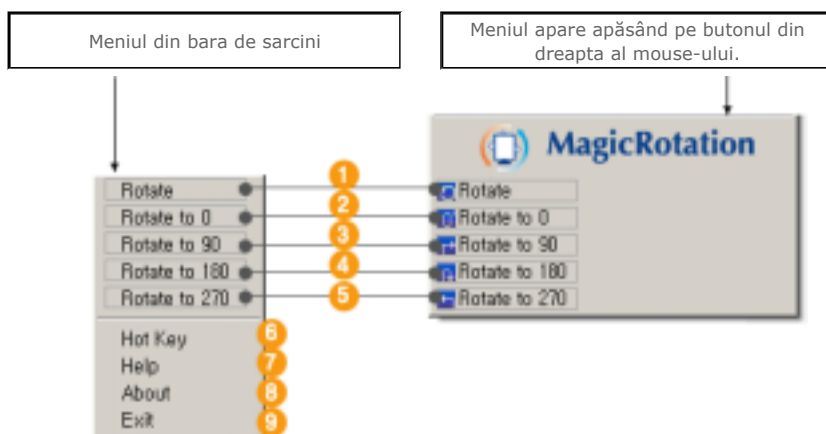 Meniul din bara de sarcini
Meniul apare apăsând pe butonul din
dreapta al mouse-ului.
MagicRotation
1
2
3
4
5
Rotate
Rotate to 0
Rotate to 90
Rotate to 180
Rotate to 270
Rotate
Rotate to 0
Rotate to 90
Rotate to 180
Rotate to 270
Hot Key 6
Help 7
About 8
Exit 9